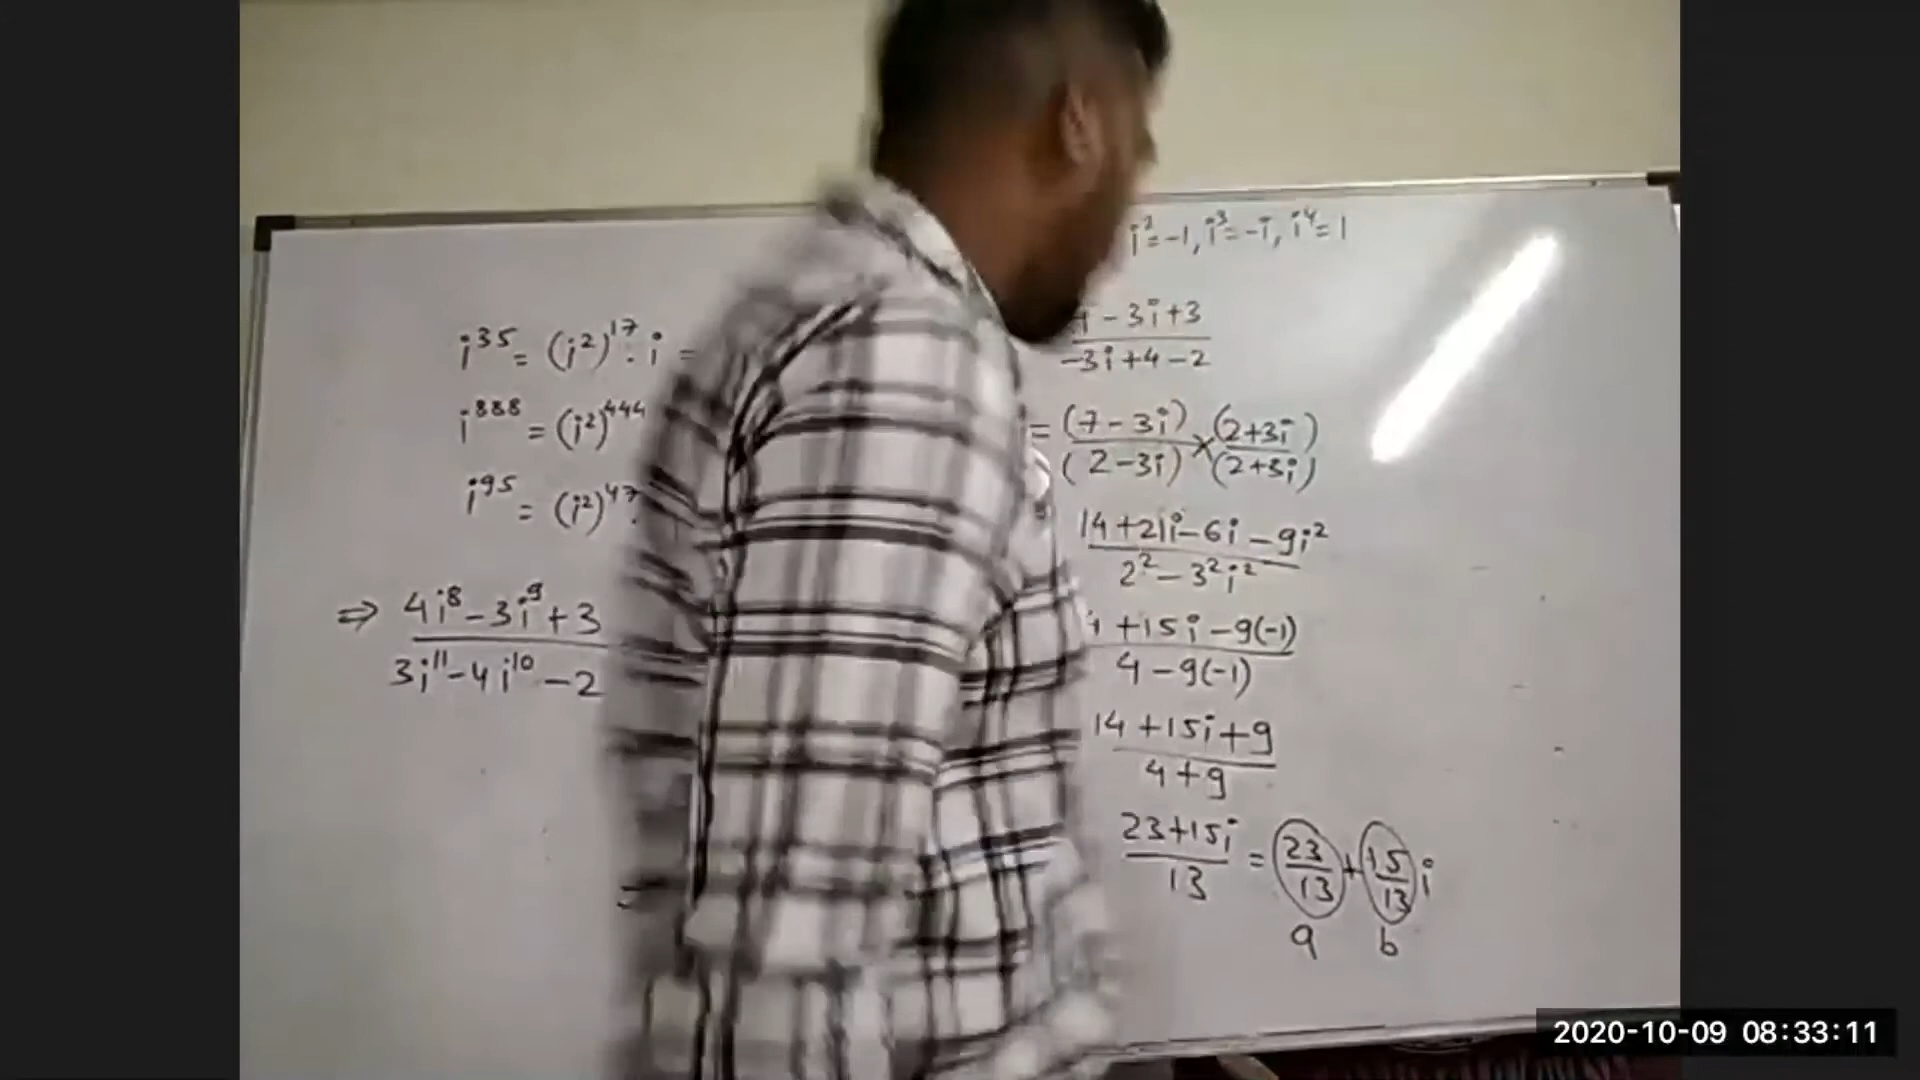 i³⁵ = (i²)¹⁷ . i =
i⁸⁸⁸ = (i²)⁴⁴⁴
i⁹⁵ = (i²)⁴⁷.
⇒ 4i⁸ - 3i⁹ + 3
3i¹¹ - 4i¹⁰ - 2
i² = -1, i³ = -i, i⁴ = 1
- 3i + 3
-3i + 4 - 2
= (7 - 3i) × (2 + 3i)
(2 - 3i) (2 + 3i)
14 + 21i - 6i - 9i²
2² - 3²i²
+ 15i - 9(-1)
4 - 9(-1)
14 + 15i + 9
4 + 9
23 + 15i = 23 + 15 i
13 13 13
a b
2020-10-09 08:33:11